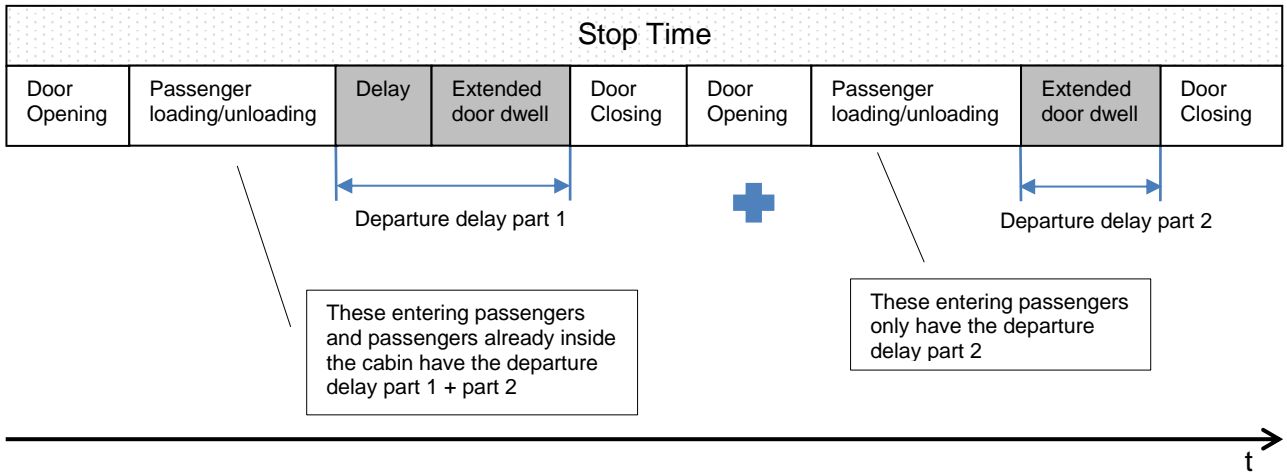 Stop Time
Door
Opening
Passenger
loading/unloading
Delay
Extended
door dwell
Door
Closing
Door
Opening
Passenger
loading/unloading
Extended
door dwell
Door
Closing
Departure delay part 1
Departure delay part 2
These entering passengers
and passengers already inside
the cabin have the departure
delay part 1 + part 2
These entering passengers
only have the departure
delay part 2
t